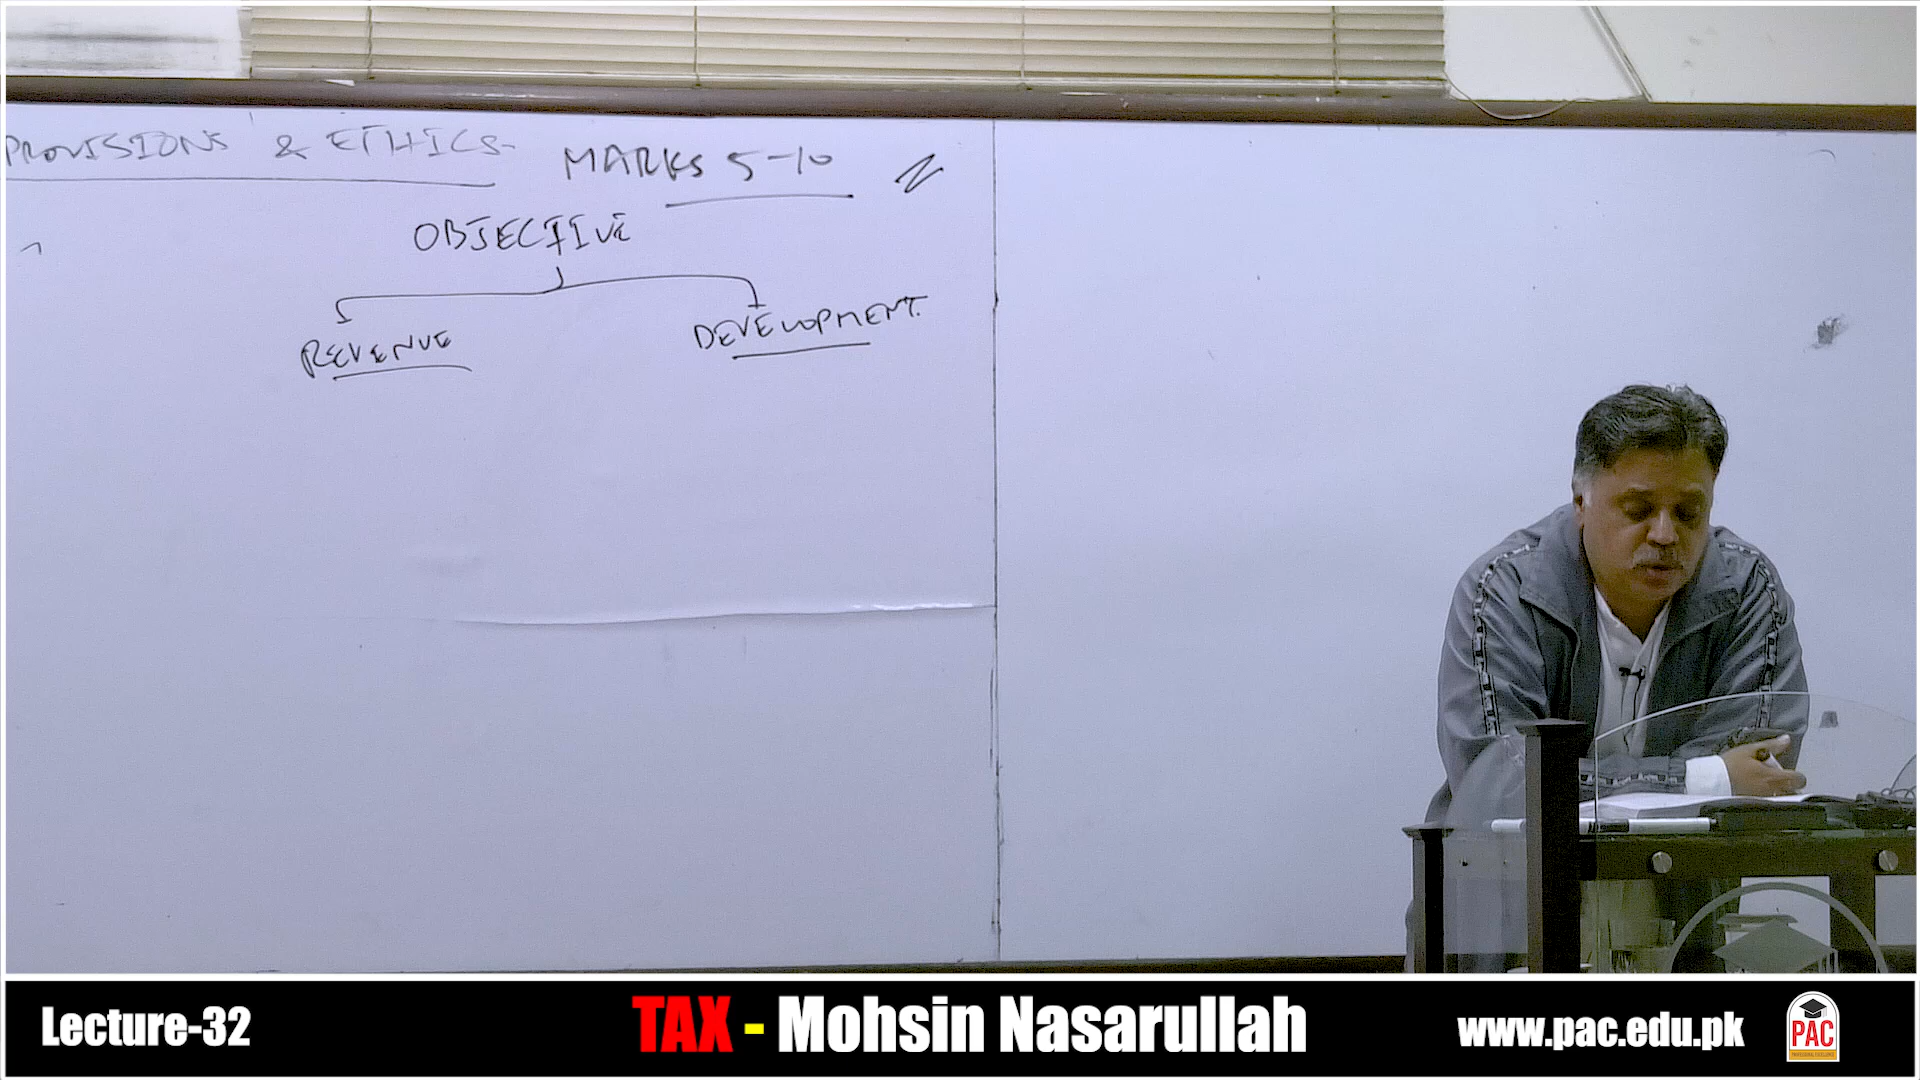 PROVISIONS & ETHICS-
MARKS 5-10
OBJECTIVE
REVENUE
DEVELOPMENT
Lecture-32
TAX - Mohsin Nasarullah
www.pac.edu.pk
PAC